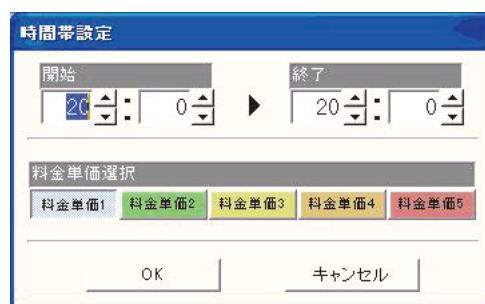 時間帯設定
開始 終了
20 : 0 ▶ 20 : 0
料金単価選択
料金単価1 料金単価2 料金単価3 料金単価4 料金単価5
OK キャンセル